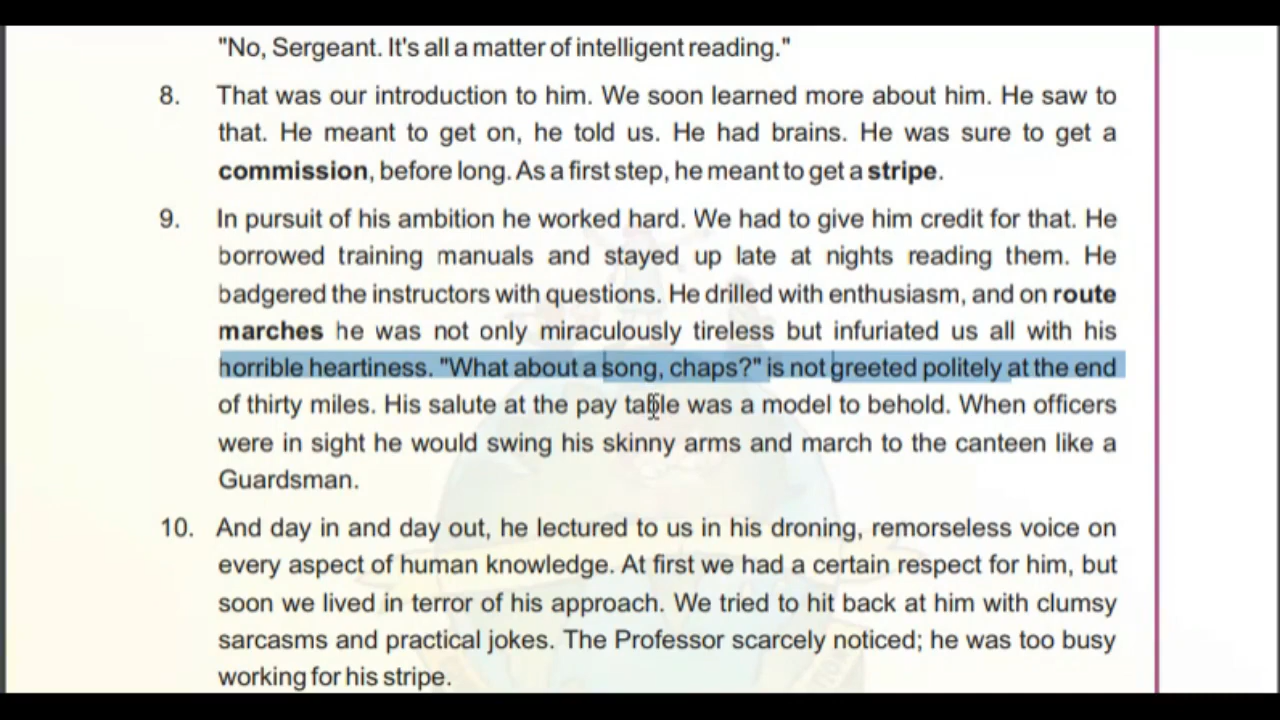 "No, Sergeant. It's all a matter of intelligent reading."
8. That was our introduction to him. We soon learned more about him. He saw to
that. He meant to get on, he told us. He had brains. He was sure to get a
commission, before long. As a first step, he meant to get a stripe.
9. In pursuit of his ambition he worked hard. We had to give him credit for that. He
borrowed training manuals and stayed up late at nights reading them. He
badgered the instructors with questions. He drilled with enthusiasm, and on route
marches he was not only miraculously tireless but infuriated us all with his
horrible heartiness. "What about a song, chaps?" is not greeted politely at the end
of thirty miles. His salute at the pay table was a model to behold. When officers
were in sight he would swing his skinny arms and march to the canteen like a
Guardsman.
10. And day in and day out, he lectured to us in his droning, remorseless voice on
every aspect of human knowledge. At first we had a certain respect for him, but
soon we lived in terror of his approach. We tried to hit back at him with clumsy
sarcasms and practical jokes. The Professor scarcely noticed; he was too busy
working for his stripe.